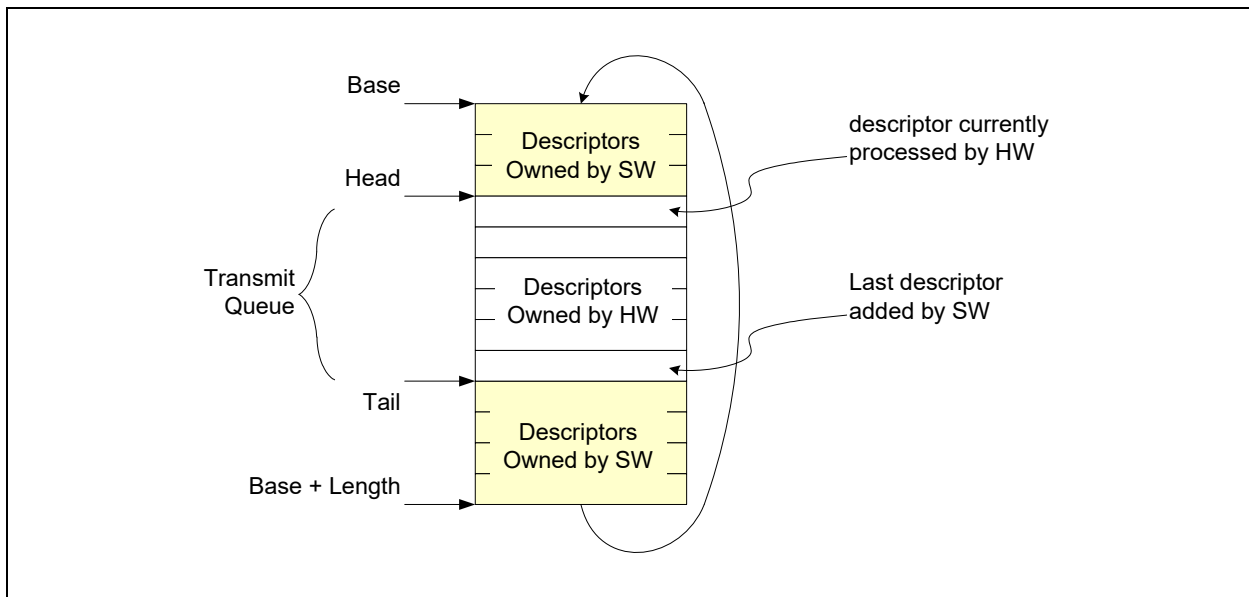 Base
Descriptors
Owned by SW
descriptor currently
processed by HW
Head
Transmit
Queue
Descriptors
Owned by HW
Last descriptor
added by SW
Tail
Descriptors
Owned by SW
Base + Length